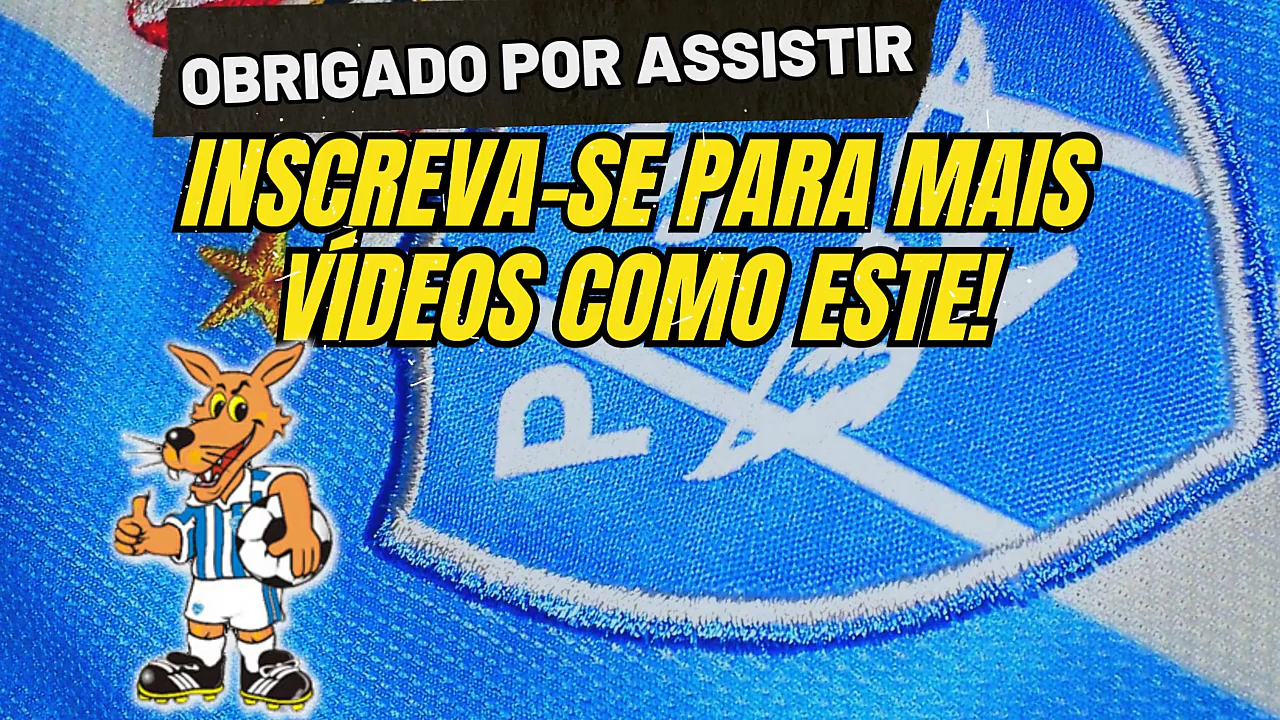 OBRIGADO POR ASSISTIR
INSCREVA-SE PARA MAIS
VÍDEOS COMO ESTE!
P